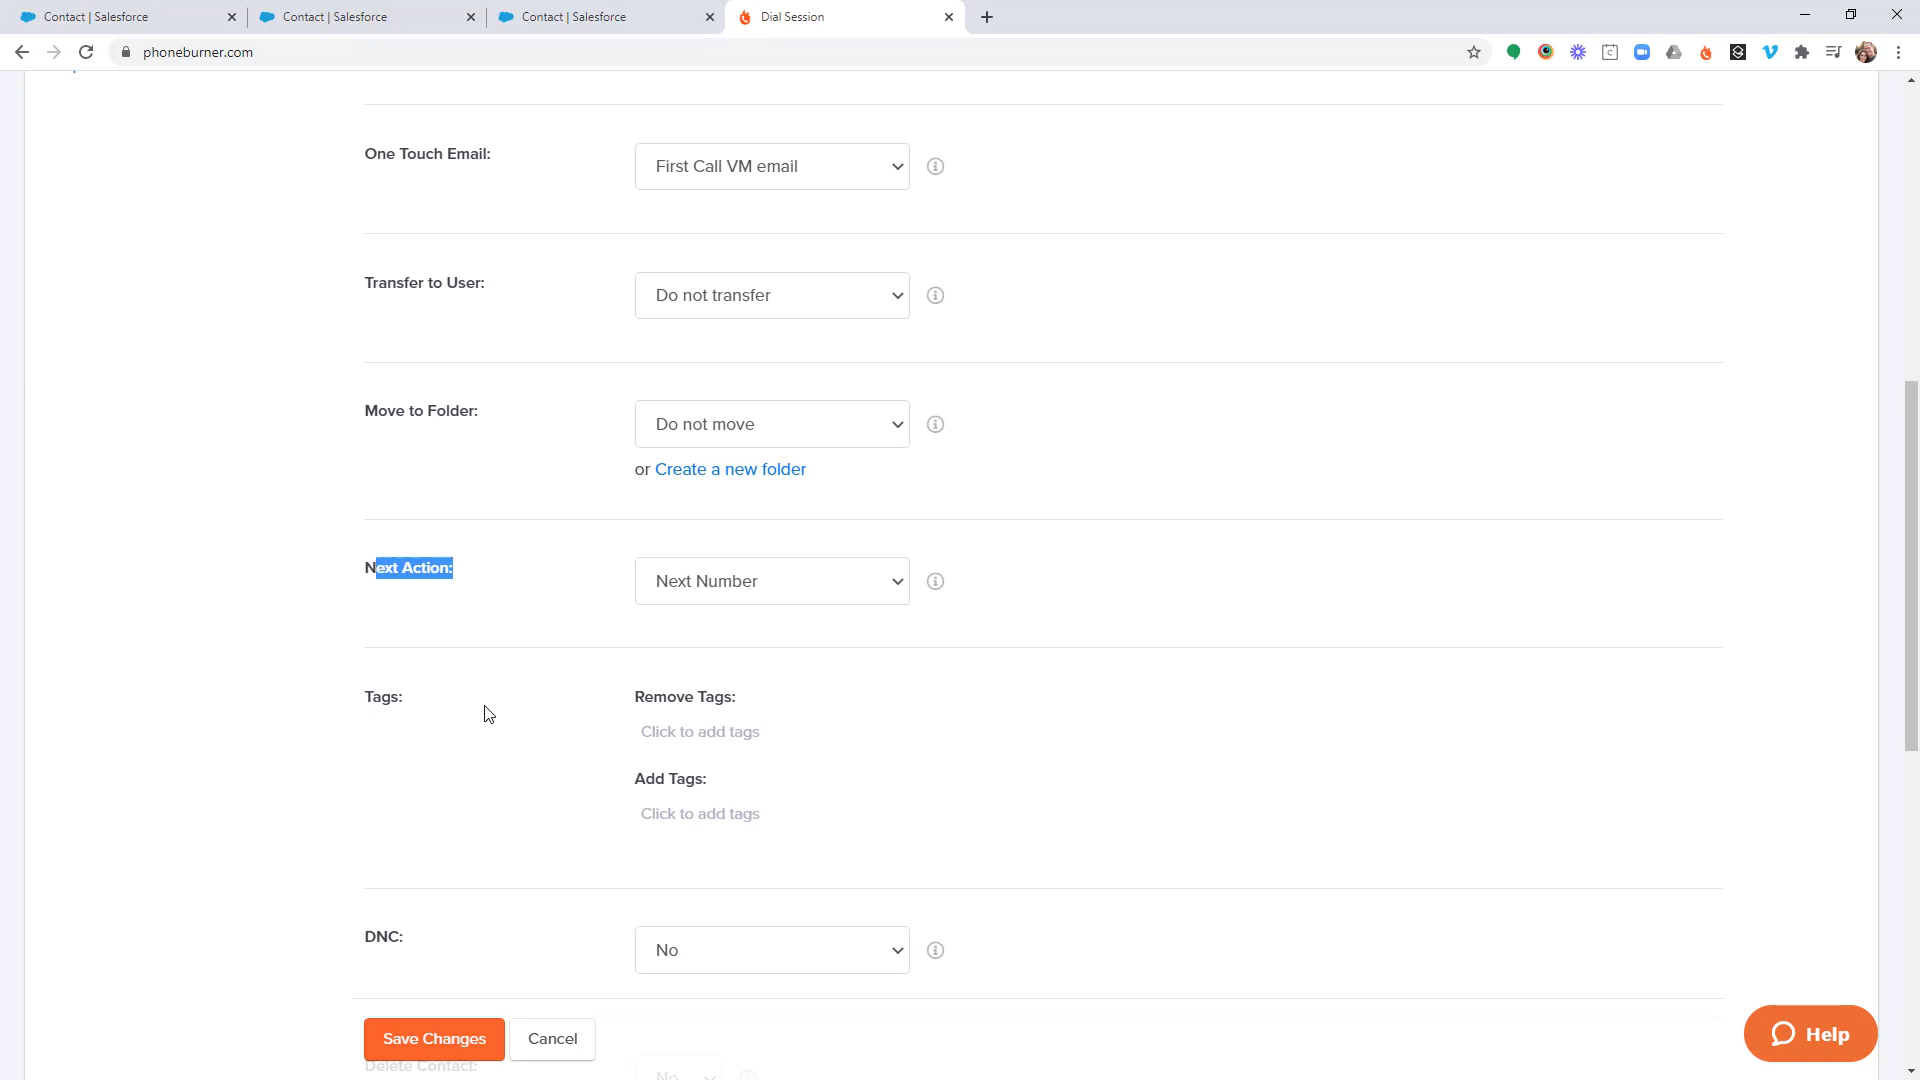 Contact | Salesforce
Contact | Salesforce
Contact | Salesforce
Dial Session
phoneburner.com
One Touch Email:
First Call VM email
Transfer to User:
Do not transfer
Move to Folder:
Do not move
or Create a new folder
Next Action:
Next Number
Tags:
Remove Tags:
Click to add tags
Add Tags:
Click to add tags
DNC:
No
Save Changes
Cancel
Help
Delete Contact:
No